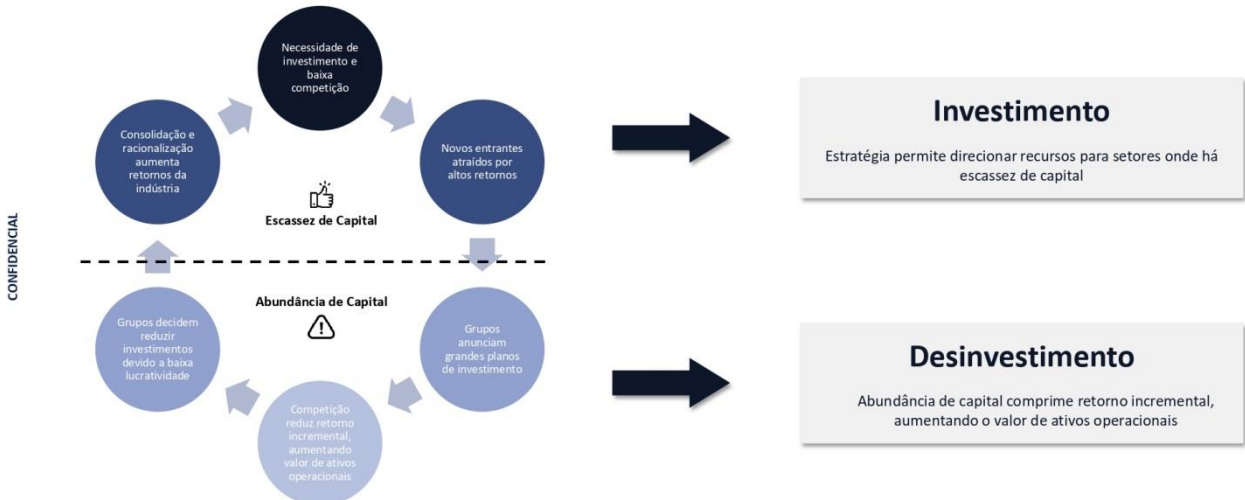 CONFIDENCIAL
Necessidade de
investimento e
baixa
competição
Novos entrantes
atraídos por
altos retornos
Grupos
anunciam
grandes planos
de investimento
Competição
reduz retorno
incremental,
aumentando
valor de ativos
operacionais
Grupos decidem
reduzir
investimentos
devido a baixa
lucratividade
Consolidação e
racionalização
aumenta
retornos da
indústria
Escassez de Capital
Abundância de Capital
Investimento
Estratégia permite direcionar recursos para setores onde há
escassez de capital
Desinvestimento
Abundância de capital comprime retorno incremental,
aumentando o valor de ativos operacionais